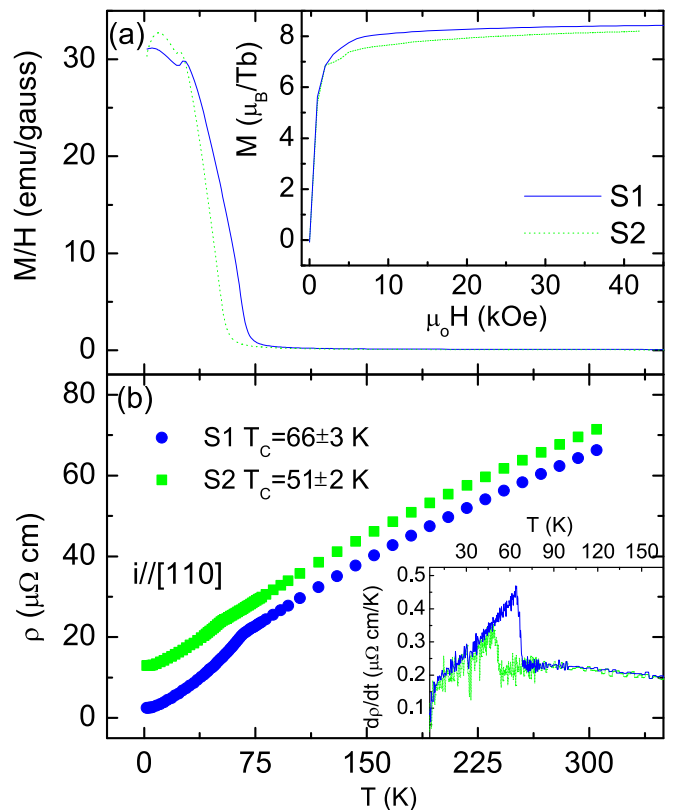 (a)
M/H (emu/gauss)
30
20
10
0
M (μB/Tb)
8
6
4
2
0
S1
S2
0 10 20 30 40
μoH (kOe)
(b)
80
60
40
20
0
ρ (μΩ cm)
S1 TC=66±3 K
S2 TC=51±2 K
i//[110]
T (K)
30 60 90 120 150
0.5
0.4
0.3
0.2
0.1
dρ/dt (μΩ cm/K)
0 75 150 225 300
T (K)